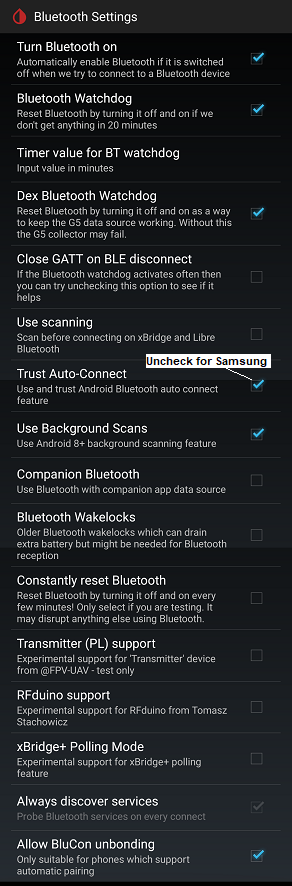 Bluetooth Settings
Turn Bluetooth on
Automatically enable Bluetooth if it is switched
off when we try to connect to a Bluetooth device
Bluetooth Watchdog
Reset Bluetooth by turning it off and on if we
don't get anything in 20 minutes
Timer value for BT watchdog
Input value in minutes
Dex Bluetooth Watchdog
Reset Bluetooth by turning it off and on as a way
to keep the G5 data source working. Without this
the G5 collector may fail.
Close GATT on BLE disconnect
If the Bluetooth watchdog activates often then
you can try unchecking this option to see if it
helps
Use scanning
Scan before connecting on xBridge and Libre
Bluetooth
Uncheck for Samsung
Trust Auto-Connect
Use and trust Android Bluetooth auto connect
feature
Use Background Scans
Use Android 8+ background scanning feature
Companion Bluetooth
Use Bluetooth with companion app data source
Bluetooth Wakelocks
Older Bluetooth wakelocks which can drain
extra battery but might be needed for Bluetooth
reception
Constantly reset Bluetooth
Reset Bluetooth by turning it off and on every
few minutes! Only select if you are testing. It
may disrupt anything else using Bluetooth.
Transmitter (PL) support
Experimental support for 'Transmitter' device
from @FPV-UAV - test only
RFduino support
Experimental support for RFduino from Tomasz
Stachowicz
xBridge+ Polling Mode
Experimental support for xBridge+ polling
feature
Always discover services
Probe Bluetooth services on every connect
Allow BluCon unbonding
Only suitable for phones which support
automatic pairing